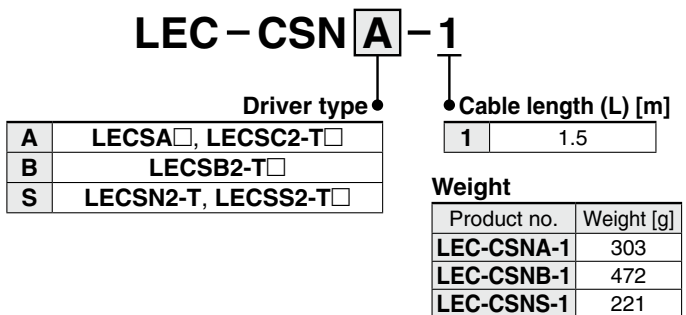 LEC-CSN A -1
Driver type
A LECSA□, LECSC2-T□
B LECSB2-T□
S LECSN2-T, LECSS2-T□
Cable length (L) [m]
1 1.5
Weight
Product no. Weight [g]
LEC-CSNA-1 303
LEC-CSNB-1 472
LEC-CSNS-1 221